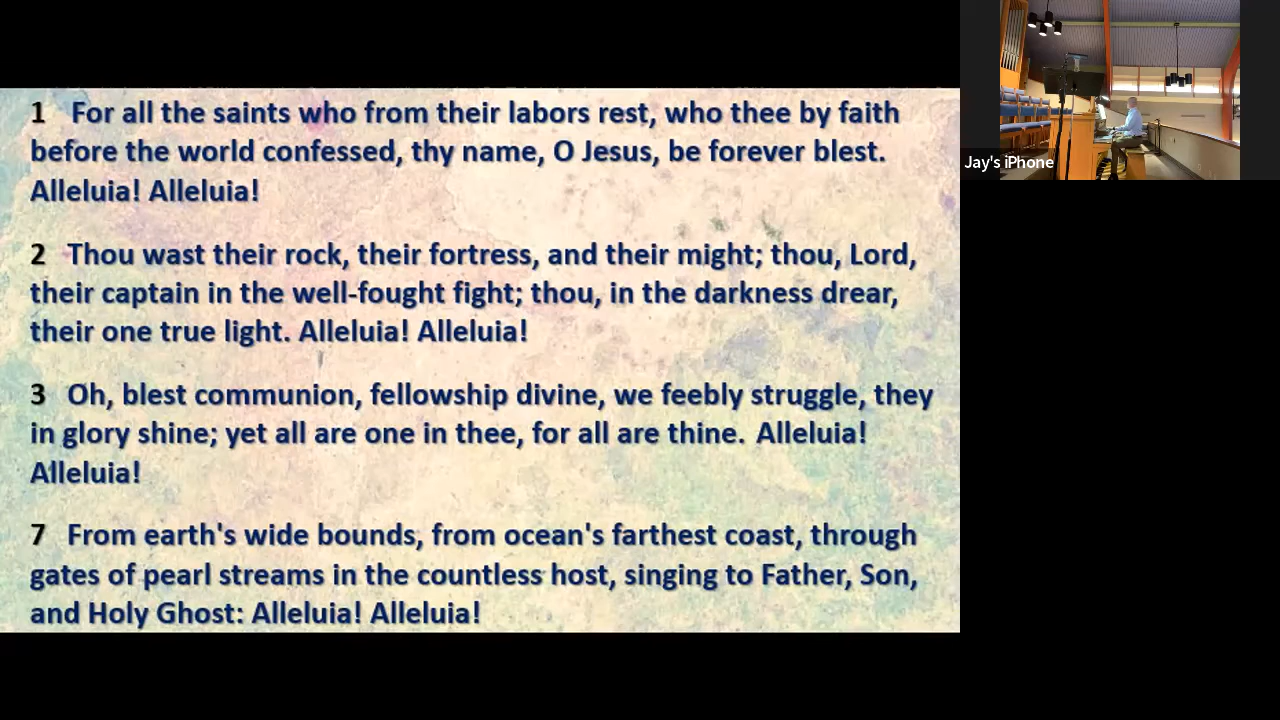 1 For all the saints who from their labors rest, who thee by faith
before the world confessed, thy name, O Jesus, be forever blest.
Alleluia! Alleluia!
2 Thou wast their rock, their fortress, and their might; thou, Lord,
their captain in the well-fought fight; thou, in the darkness drear,
their one true light. Alleluia! Alleluia!
3 Oh, blest communion, fellowship divine, we feebly struggle, they
in glory shine; yet all are one in thee, for all are thine. Alleluia!
Alleluia!
7 From earth's wide bounds, from ocean's farthest coast, through
gates of pearl streams in the countless host, singing to Father, Son,
and Holy Ghost: Alleluia! Alleluia!
Jay's iPhone